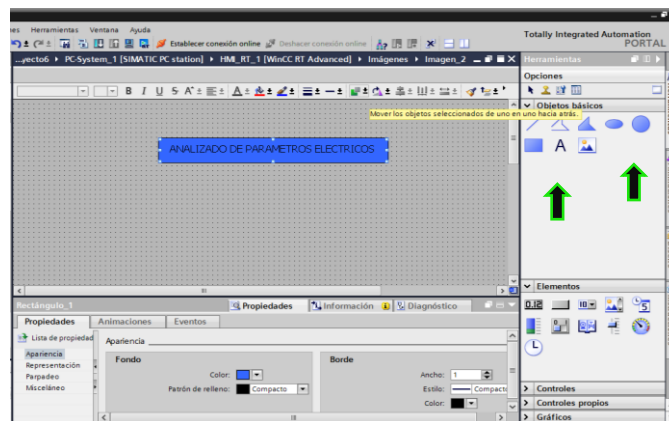 es Herramientas Ventana Ayuda
Establecer conexión online Deshacer conexión online
Totally Integrated Automation
PORTAL
...yecto6 ▸ PC-System_1 [SIMATIC PC station] ▸ HMI_RT_1 [WinCC RT Advanced] ▸ Imágenes ▸ Imagen_2
Herramientas
Opciones
B I U S A
Objetos básicos
Mover los objetos seleccionados de uno en uno hacia atrás.
A
ANALIZADO DE PARAMETROS ELECTRICOS
Elementos
Rectángulo_1
Propiedades Información Diagnóstico
Propiedades Animaciones Eventos
Lista de propiedad
Apariencia
Representación
Parpadeo
Misceláneo
Apariencia
Fondo
Color:
Patrón de relleno: Compacto
Borde
Ancho: 1
Estilo: Compacto
Color:
Controles
Controles propios
Gráficos